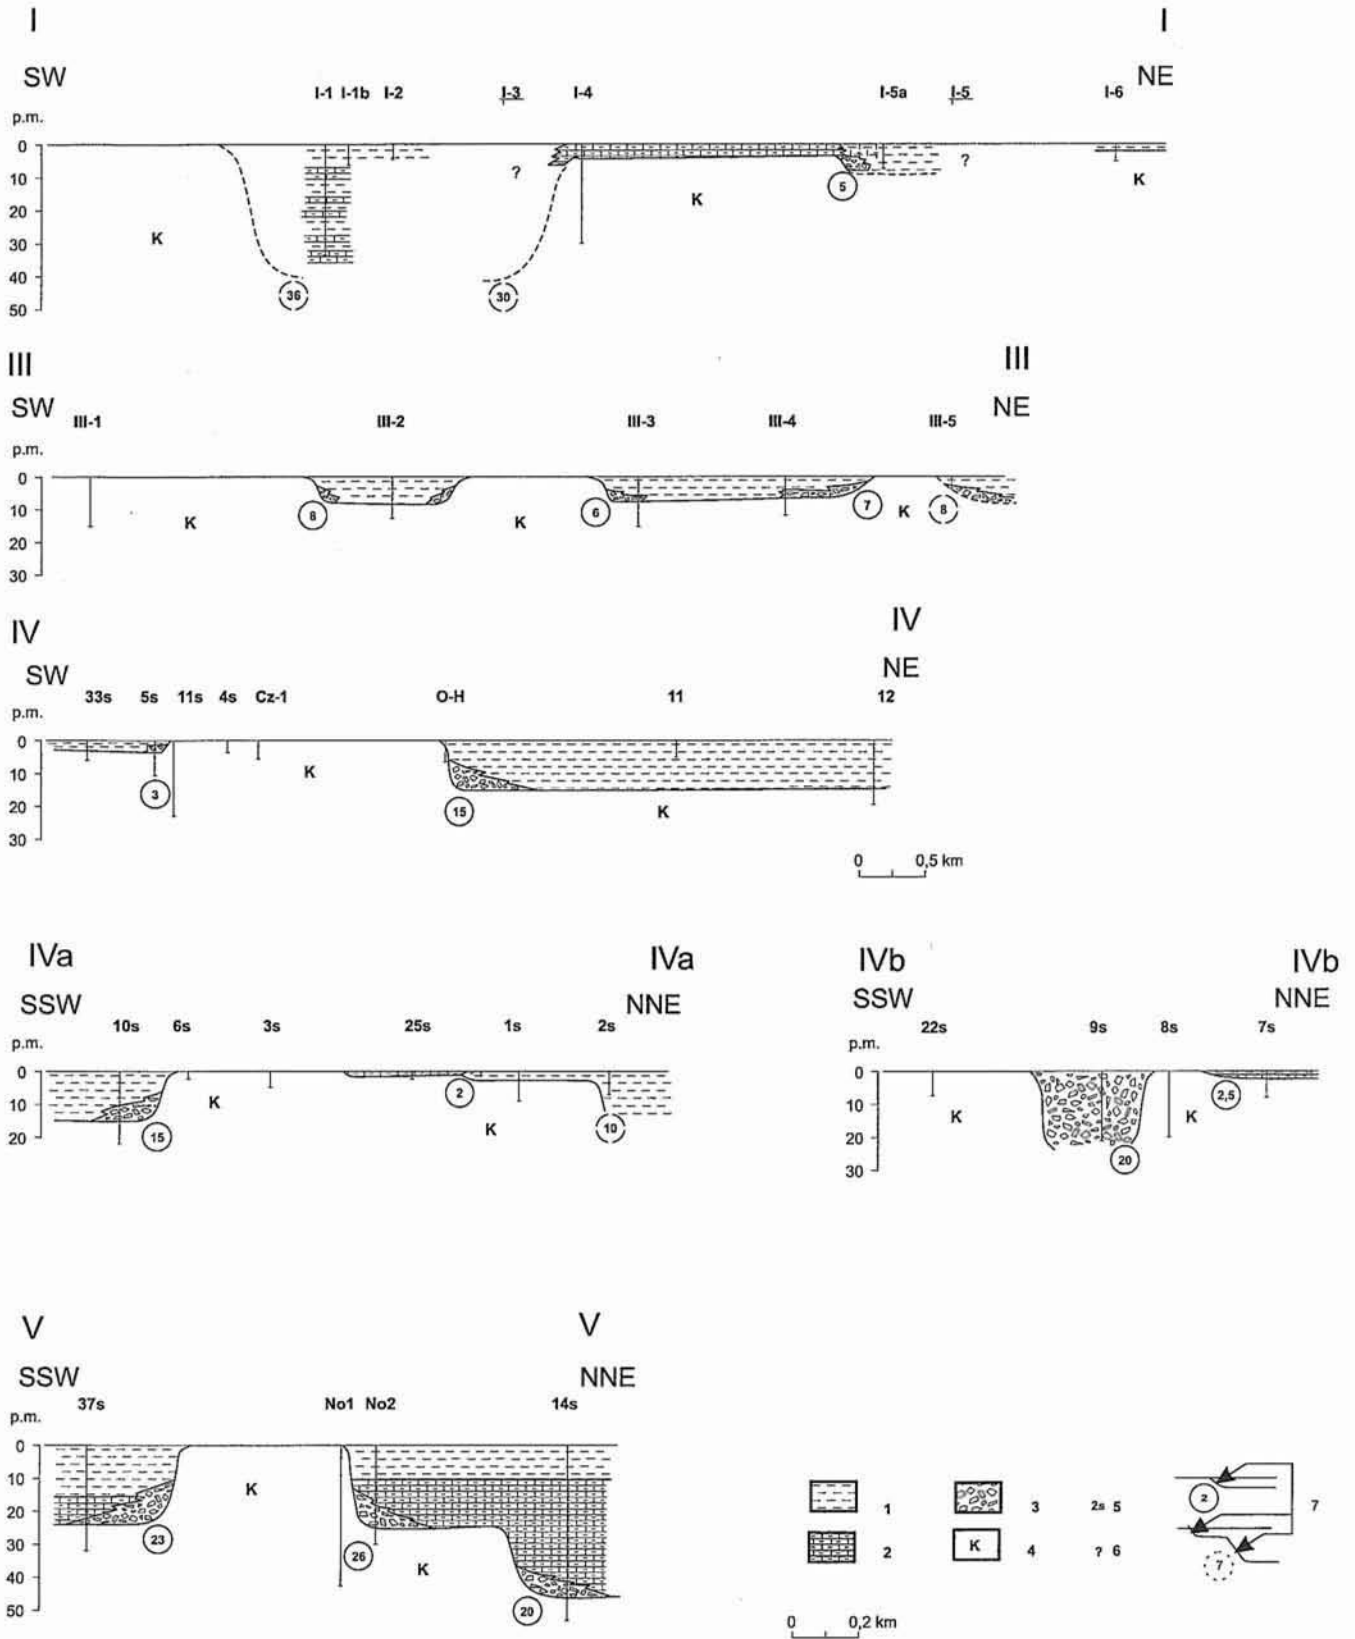 I I
SW NE
I-1 I-1b I-2 I-3 I-4 I-5a I-5 I-6
p.m.
0
10
20
30
40
50
K ? K ? K
36 30 5
III III
SW NE
III-1 III-2 III-3 III-4 III-5
p.m.
0
10
20
30
K K K
8 6 7 8
IV IV
SW NE
33s 5s 11s 4s Cz-1 O-H 11 12
p.m.
0
10
20
30
K K
3 15
0 0,5 km
IVa IVa
SSW NNE
10s 6s 3s 25s 1s 2s
p.m.
0
10
20
K K
15 2 10
IVb IVb
SSW NNE
22s 9s 8s 7s
p.m.
0
10
20
30
K K
20 2,5
V V
SSW NNE
37s No1 No2 14s
p.m.
0
10
20
30
40
50
K K
23 26 20
1 3 2s 5 2 7
2 K 4 ? 6 7
0 0,2 km